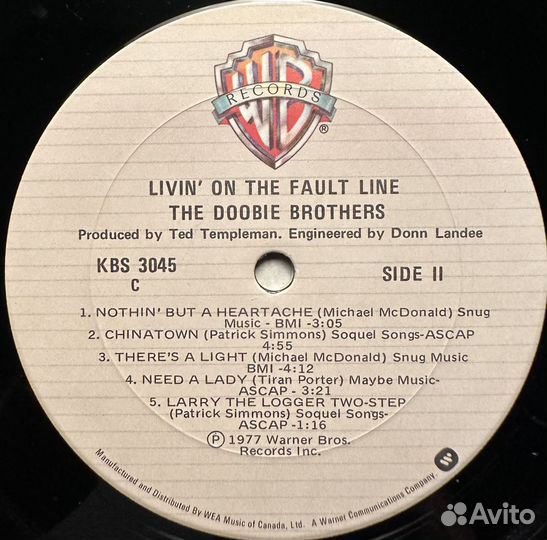 WB
RECORDS
®
LIVIN' ON THE FAULT LINE
THE DOOBIE BROTHERS
Produced by Ted Templeman. Engineered by Donn Landee
KBS 3045
C
SIDE II
1. NOTHIN' BUT A HEARTACHE (Michael McDonald) Snug
Music - BMI -3:05
2. CHINATOWN (Patrick Simmons) Soquel Songs-ASCAP
4:55
3. THERE'S A LIGHT (Michael McDonald) Snug Music
BMI -4:12
4. NEED A LADY (Tiran Porter) Maybe Music-
ASCAP - 3:21
5. LARRY THE LOGGER TWO-STEP
(Patrick Simmons) Soquel Songs-
ASCAP-1:16
Ⓟ 1977 Warner Bros.
Records Inc.
Manufactured and Distributed By WEA Music of Canada, Ltd. A Warner Communications Company.
Avito